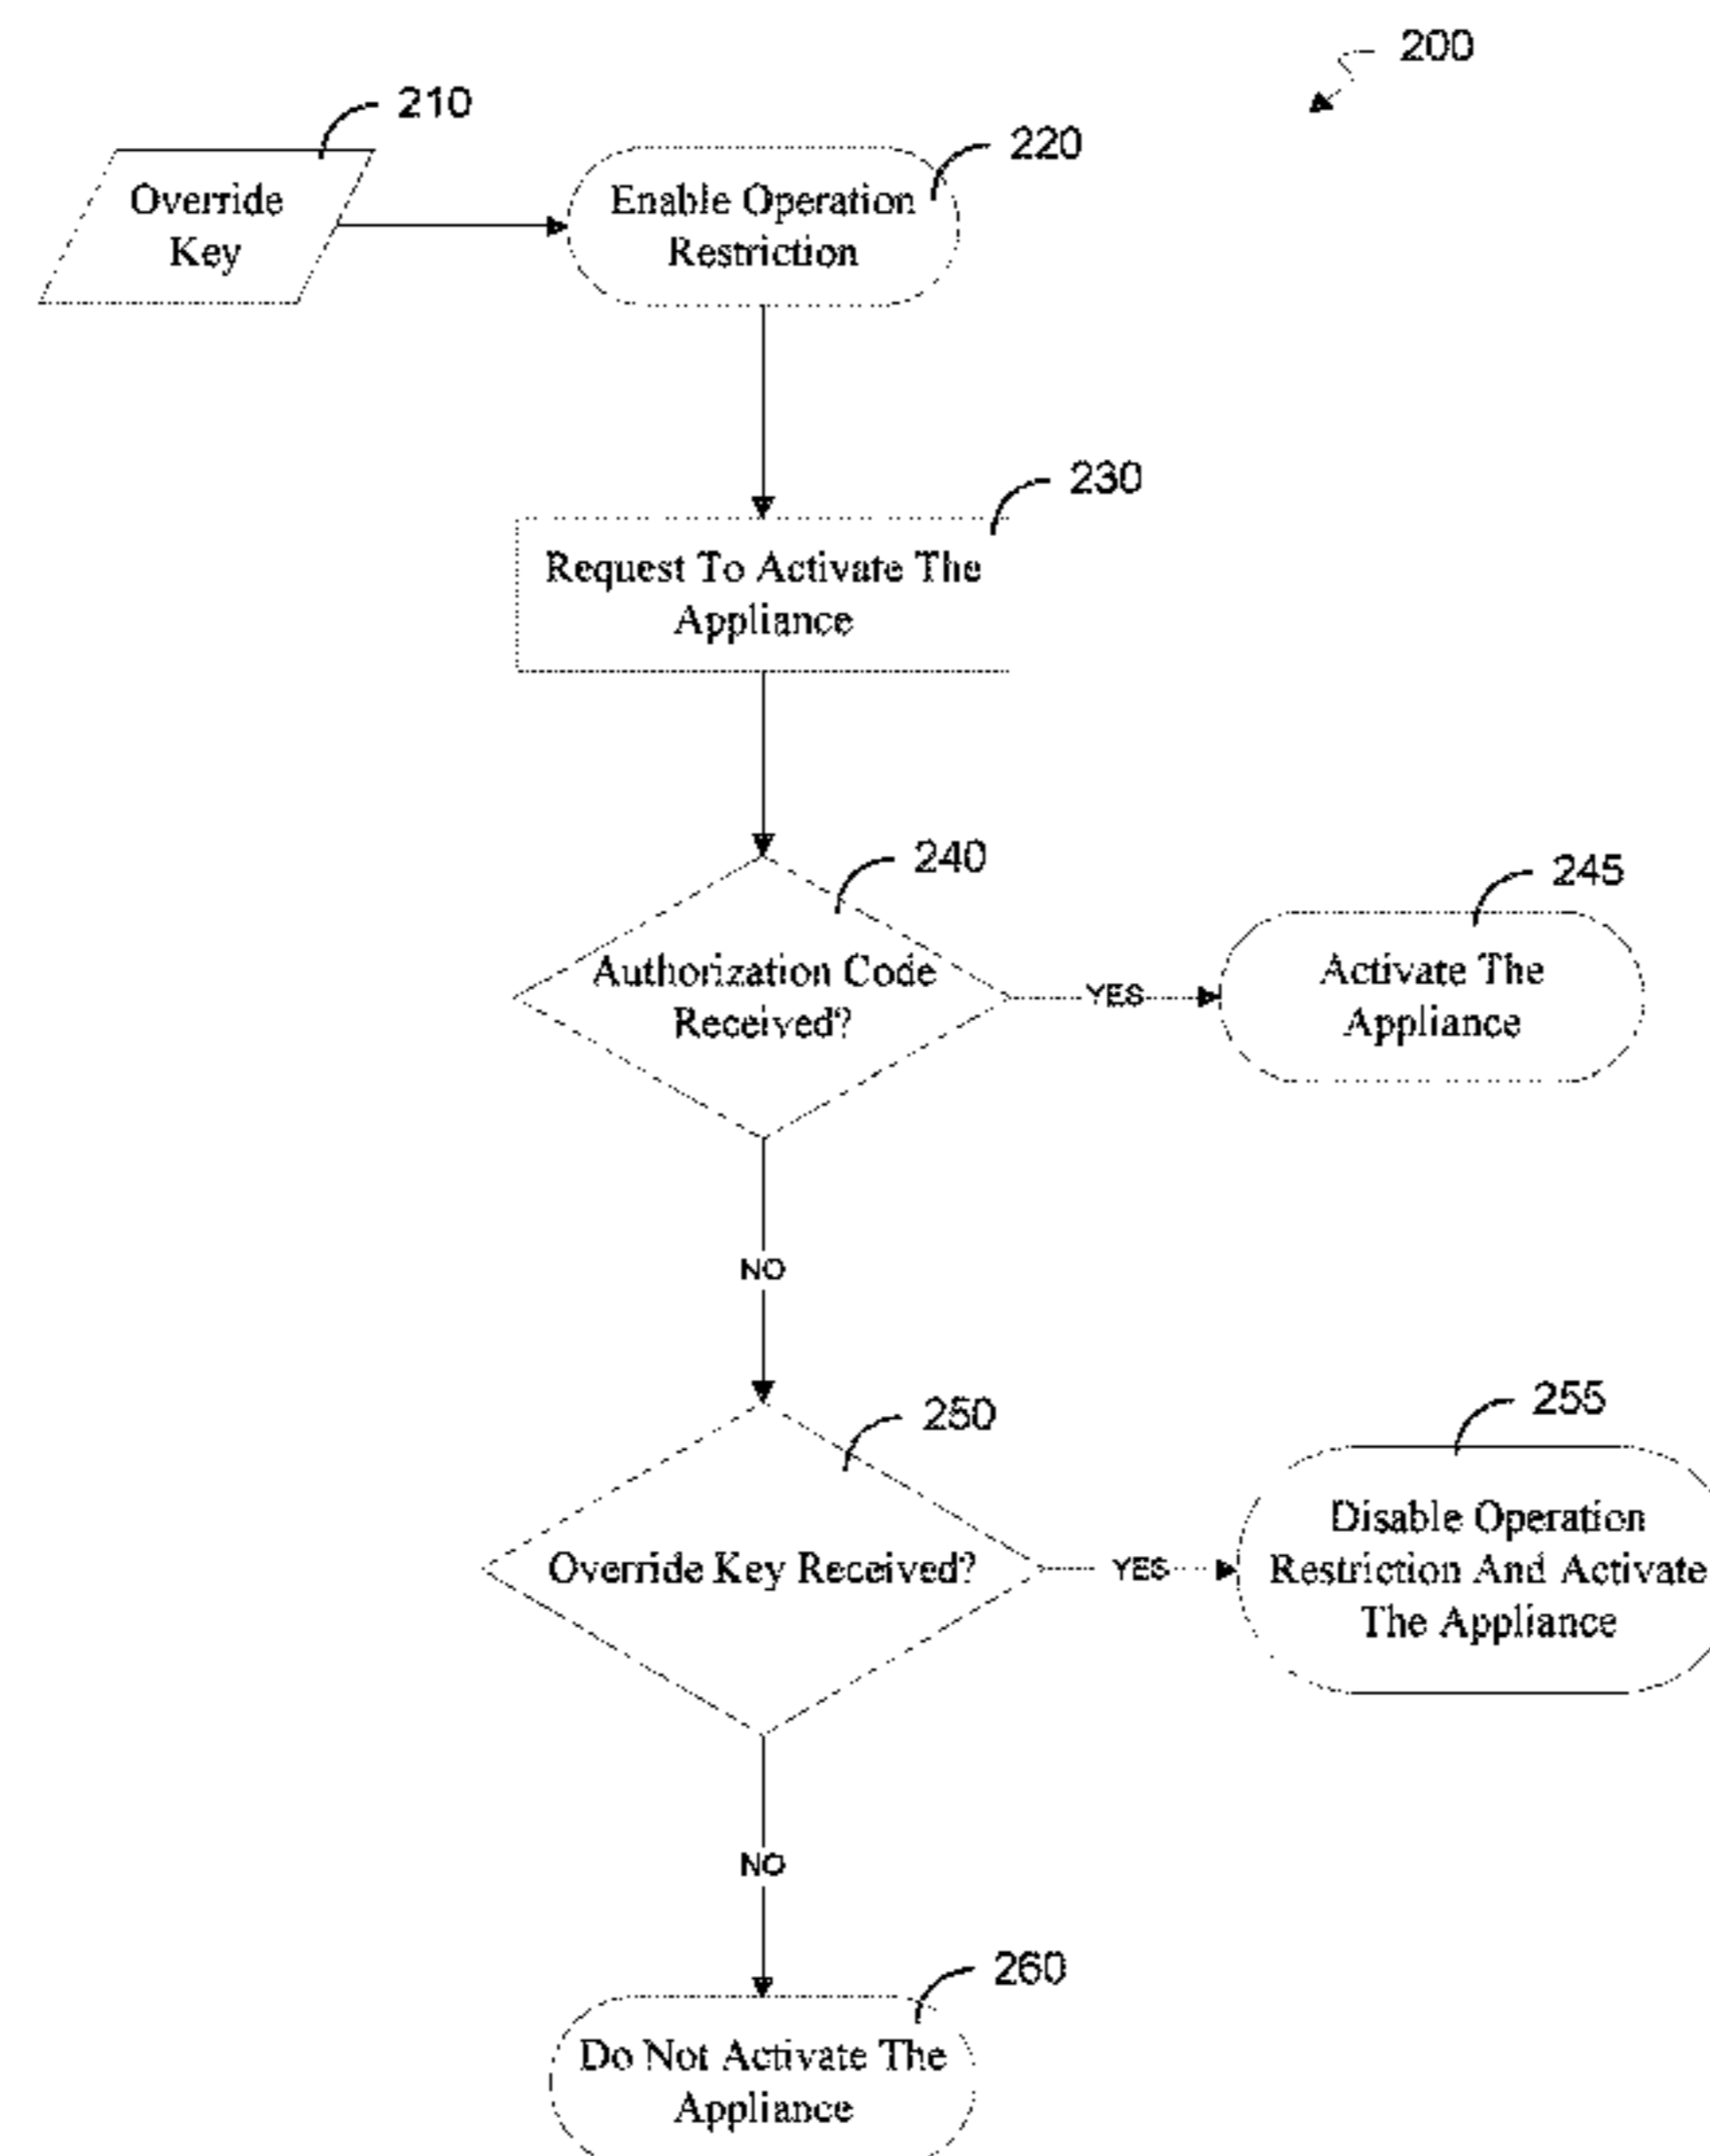 200
210
Override
Key
220
Enable Operation
Restriction
230
Request To Activate The
Appliance
240
Authorization Code
Received?
YES
245
Activate The
Appliance
NO
250
Override Key Received?
YES
255
Disable Operation
Restriction And Activate
The Appliance
NO
260
Do Not Activate The
Appliance